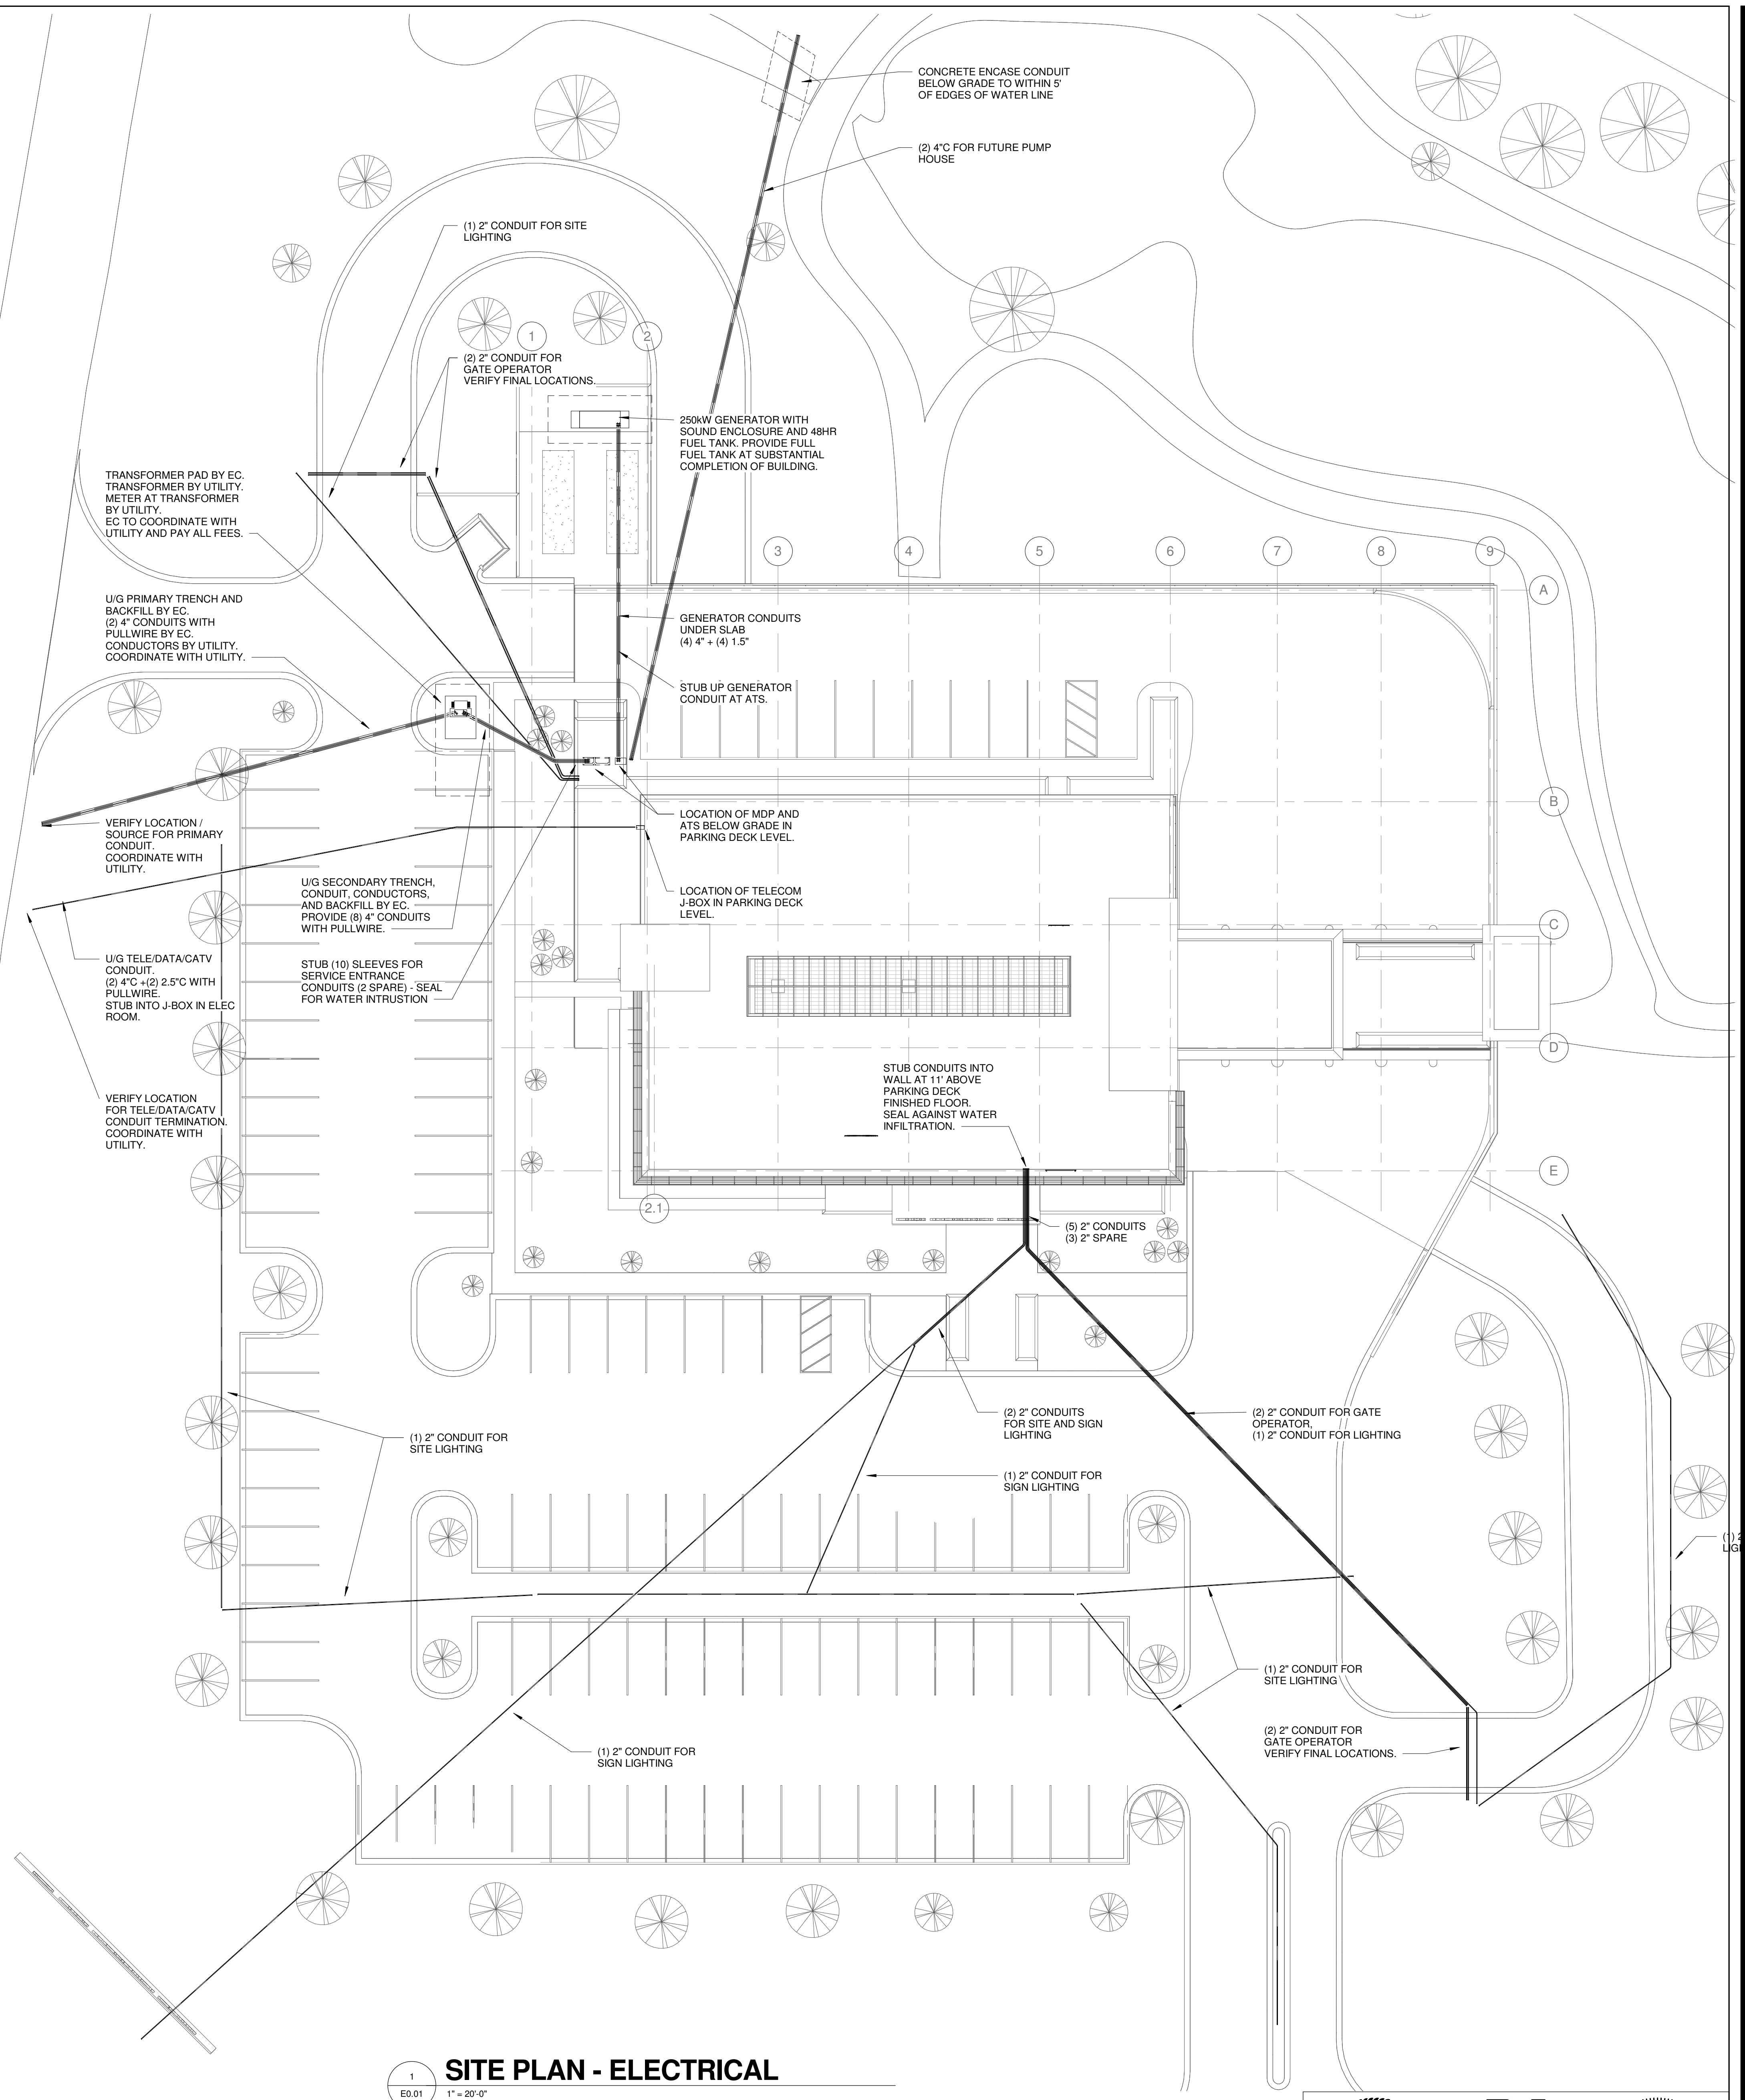 CONCRETE ENCASE CONDUIT
BELOW GRADE TO WITHIN 5'
OF EDGES OF WATER LINE
(2) 4"C FOR FUTURE PUMP
HOUSE
(1) 2" CONDUIT FOR SITE
LIGHTING
1
2
(2) 2" CONDUIT FOR
GATE OPERATOR
VERIFY FINAL LOCATIONS.
250kW GENERATOR WITH
SOUND ENCLOSURE AND 48HR
FUEL TANK. PROVIDE FULL
FUEL TANK AT SUBSTANTIAL
COMPLETION OF BUILDING.
TRANSFORMER PAD BY EC.
TRANSFORMER BY UTILITY.
METER AT TRANSFORMER
BY UTILITY.
EC TO COORDINATE WITH
UTILITY AND PAY ALL FEES.
3
4
5
6
7
8
9
A
U/G PRIMARY TRENCH AND
BACKFILL BY EC.
(2) 4" CONDUITS WITH
PULLWIRE BY EC.
CONDUCTORS BY UTILITY.
COORDINATE WITH UTILITY.
GENERATOR CONDUITS
UNDER SLAB
(4) 4" + (4) 1.5"
STUB UP GENERATOR
CONDUIT AT ATS.
B
LOCATION OF MDP AND
ATS BELOW GRADE IN
PARKING DECK LEVEL.
VERIFY LOCATION /
SOURCE FOR PRIMARY
CONDUIT.
COORDINATE WITH
UTILITY.
U/G SECONDARY TRENCH,
CONDUIT, CONDUCTORS,
AND BACKFILL BY EC.
PROVIDE (8) 4" CONDUITS
WITH PULLWIRE.
LOCATION OF TELECOM
J-BOX IN PARKING DECK
LEVEL.
C
U/G TELE/DATA/CATV
CONDUIT.
(2) 4"C +(2) 2.5"C WITH
PULLWIRE.
STUB INTO J-BOX IN ELEC
ROOM.
STUB (10) SLEEVES FOR
SERVICE ENTRANCE
CONDUITS (2 SPARE) - SEAL
FOR WATER INTRUSTION
D
STUB CONDUITS INTO
WALL AT 11' ABOVE
PARKING DECK
FINISHED FLOOR.
SEAL AGAINST WATER
INFILTRATION.
VERIFY LOCATION
FOR TELE/DATA/CATV
CONDUIT TERMINATION.
COORDINATE WITH
UTILITY.
E
2.1
(5) 2" CONDUITS
(3) 2" SPARE
(2) 2" CONDUITS
FOR SITE AND SIGN
LIGHTING
(2) 2" CONDUIT FOR GATE
OPERATOR,
(1) 2" CONDUIT FOR LIGHTING
(1) 2" CONDUIT FOR
SITE LIGHTING
(1) 2" CONDUIT FOR
SIGN LIGHTING
(1) 2
(1) 2" CONDUIT FOR
SITE LIGHTING
(2) 2" CONDUIT FOR
GATE OPERATOR
VERIFY FINAL LOCATIONS.
(1) 2" CONDUIT FOR
SIGN LIGHTING
1
SITE PLAN - ELECTRICAL
E0.01
1" = 20'-0"